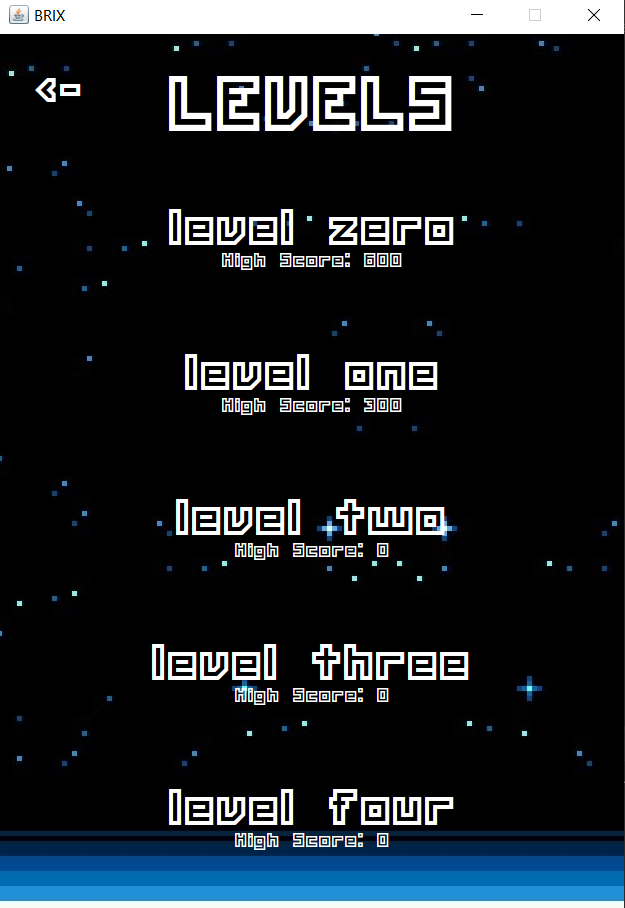 BRIX
<- LEVELS
level zero
High Score: 600
level one
High Score: 300
level two
High Score: 0
level three
High Score: 0
level four
High Score: 0